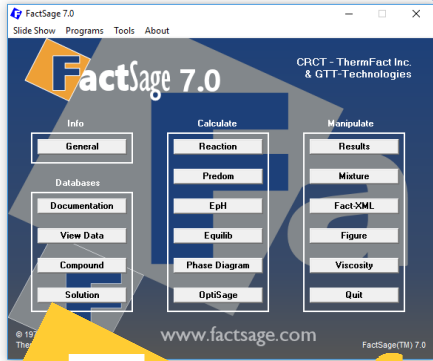 FactSage 7.0
Slide Show Programs Tools About
FactSage 7.0
CRCT - ThermFact Inc.
& GTT-Technologies
Info
General
Databases
Documentation
View Data
Compound
Solution
Calculate
Reaction
Predom
EpH
Equilib
Phase Diagram
OptiSage
Manipulate
Results
Mixture
Fact-XML
Figure
Viscosity
Quit
www.factsage.com
FactSage(TM) 7.0